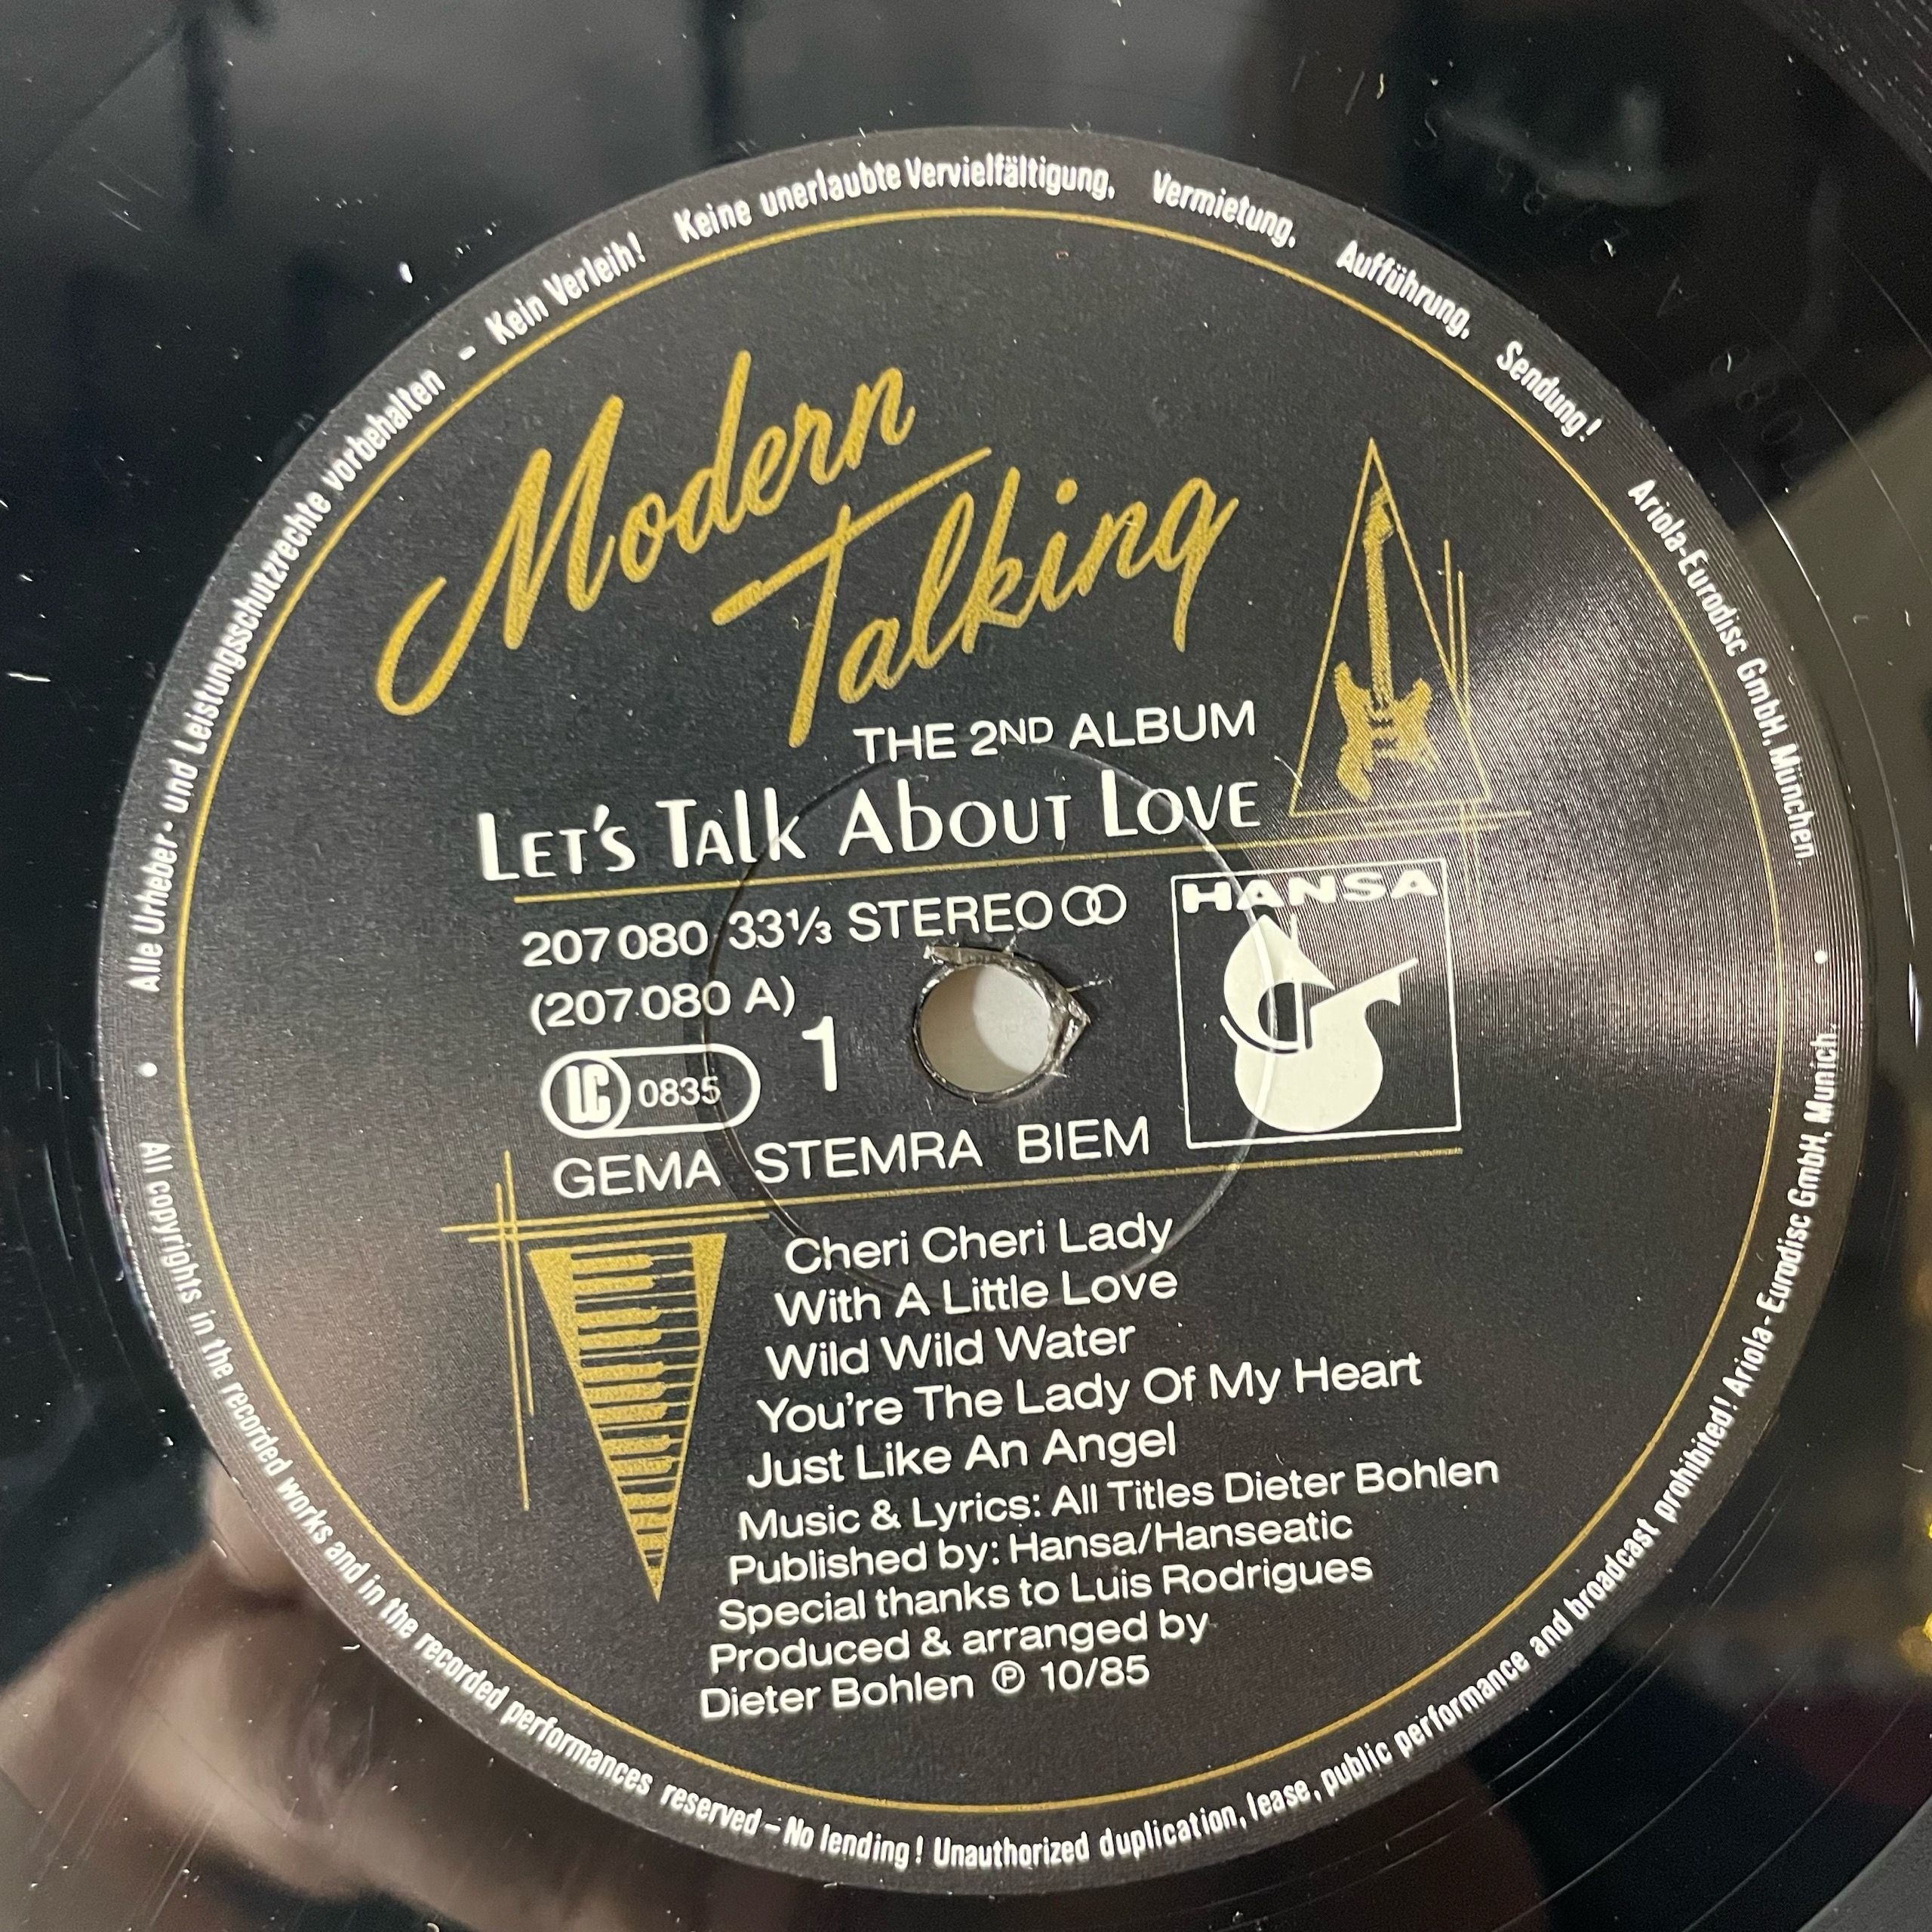 Alle Urheber- und Leistungsschutzrechte vorbehalten – Kein Verleih! Keine unerlaubte Vervielfältigung, Vermietung, Aufführung, Sendung! Ariola-Eurodisc GmbH, München
Modern
Talking
THE 2ND ALBUM
LET'S TALK ABOUT LOVE
207 080 33⅓ STEREO
(207 080 A)
1
LC 0835
HANSA
GEMA STEMRA BIEM
Cheri Cheri Lady
With A Little Love
Wild Wild Water
You're The Lady Of My Heart
Just Like An Angel
Music & Lyrics: All Titles Dieter Bohlen
Published by: Hansa/Hanseatic
Special thanks to Luis Rodrigues
Produced & arranged by
Dieter Bohlen ℗ 10/85
All copyrights in the recorded works and in the recorded performances reserved – No lending! Unauthorized duplication, lease, public performance and broadcast prohibited! Ariola-Eurodisc GmbH, Munich.